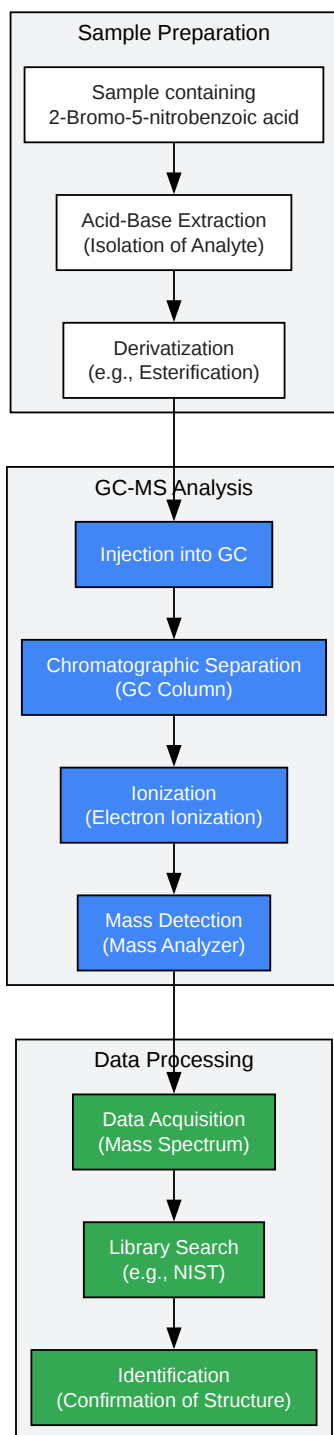 Sample Preparation
Sample containing
2-Bromo-5-nitrobenzoic acid
Acid-Base Extraction
(Isolation of Analyte)
Derivatization
(e.g., Esterification)
GC-MS Analysis
Injection into GC
Chromatographic Separation
(GC Column)
Ionization
(Electron Ionization)
Mass Detection
(Mass Analyzer)
Data Processing
Data Acquisition
(Mass Spectrum)
Library Search
(e.g., NIST)
Identification
(Confirmation of Structure)